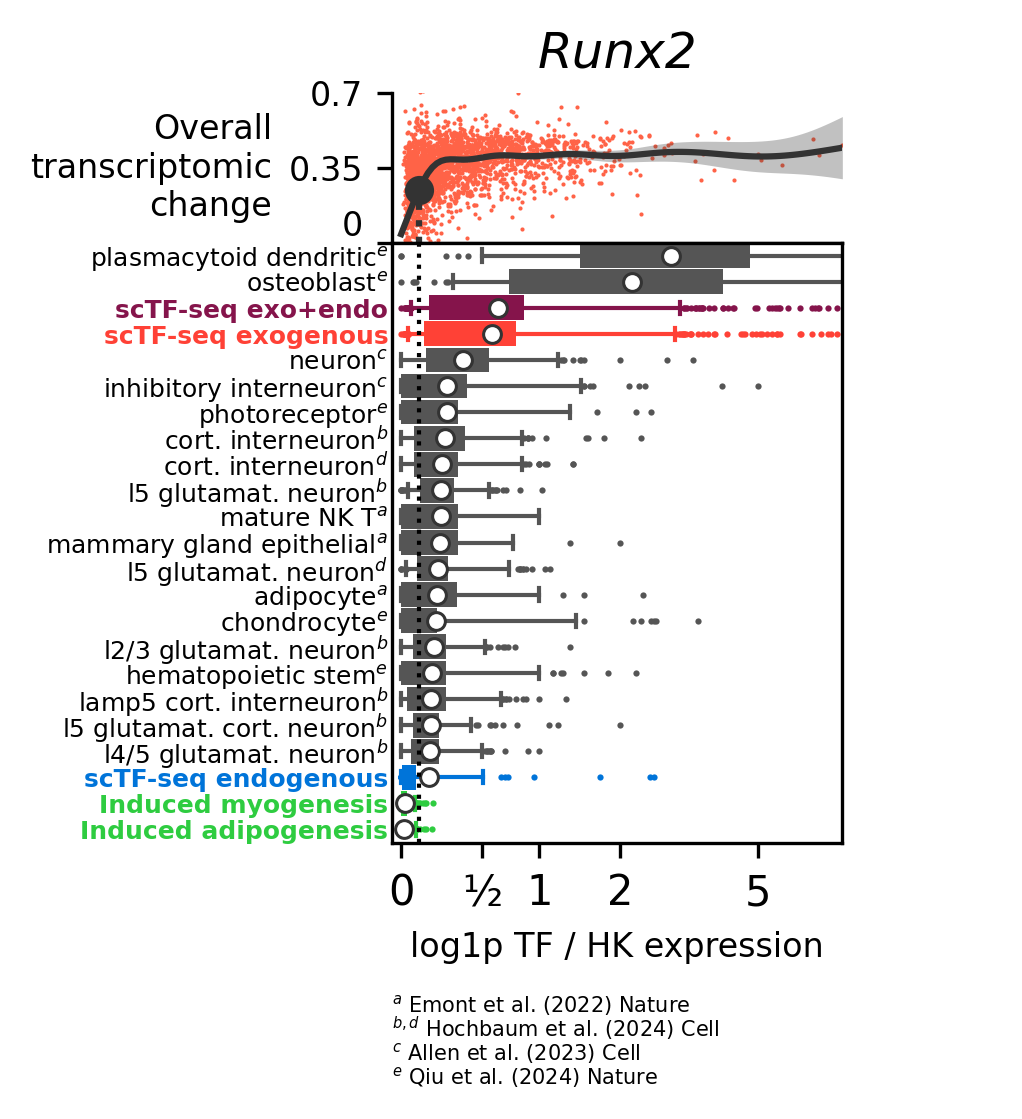 Runx2
0.7
Overall
transcriptomic
change
0.35
0
plasmacytoid dendritic^e
osteoblast^e
scTF-seq exo+endo
scTF-seq exogenous
neuron^c
inhibitory interneuron^c
photoreceptor^e
cort. interneuron^b
cort. interneuron^d
l5 glutamat. neuron^b
mature NK T^a
mammary gland epithelial^a
l5 glutamat. neuron^d
adipocyte^a
chondrocyte^e
l2/3 glutamat. neuron^b
hematopoietic stem^e
lamp5 cort. interneuron^b
l5 glutamat. cort. neuron^b
l4/5 glutamat. neuron^b
scTF-seq endogenous
Induced myogenesis
Induced adipogenesis
0 ½ 1 2 5
log1p TF / HK expression
^a Emont et al. (2022) Nature
^b,d Hochbaum et al. (2024) Cell
^c Allen et al. (2023) Cell
^e Qiu et al. (2024) Nature